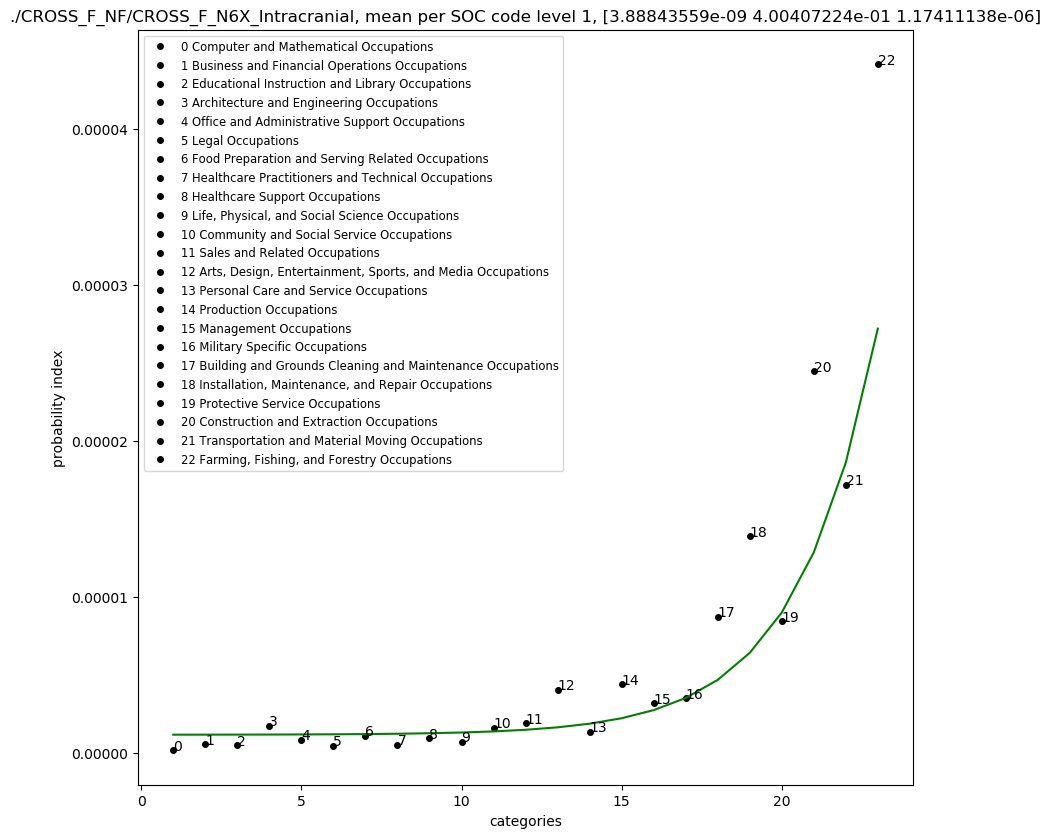 ./CROSS_F_NF/CROSS_F_N6X_Intracranial, mean per SOC code level 1, [3.88843559e-09 4.00407224e-01 1.17411138e-06]
0 Computer and Mathematical Occupations
1 Business and Financial Operations Occupations
2 Educational Instruction and Library Occupations
3 Architecture and Engineering Occupations
4 Office and Administrative Support Occupations
5 Legal Occupations
6 Food Preparation and Serving Related Occupations
7 Healthcare Practitioners and Technical Occupations
8 Healthcare Support Occupations
9 Life, Physical, and Social Science Occupations
10 Community and Social Service Occupations
11 Sales and Related Occupations
12 Arts, Design, Entertainment, Sports, and Media Occupations
13 Personal Care and Service Occupations
14 Production Occupations
15 Management Occupations
16 Military Specific Occupations
17 Building and Grounds Cleaning and Maintenance Occupations
18 Installation, Maintenance, and Repair Occupations
19 Protective Service Occupations
20 Construction and Extraction Occupations
21 Transportation and Material Moving Occupations
22 Farming, Fishing, and Forestry Occupations
probability index
0.00004
0.00003
0.00002
0.00001
0.00000
0
1
2
3
4
5
6
7
8
9
10
11
12
13
14
15
16
17
18
19
20
21
22
0 5 10 15 20
categories